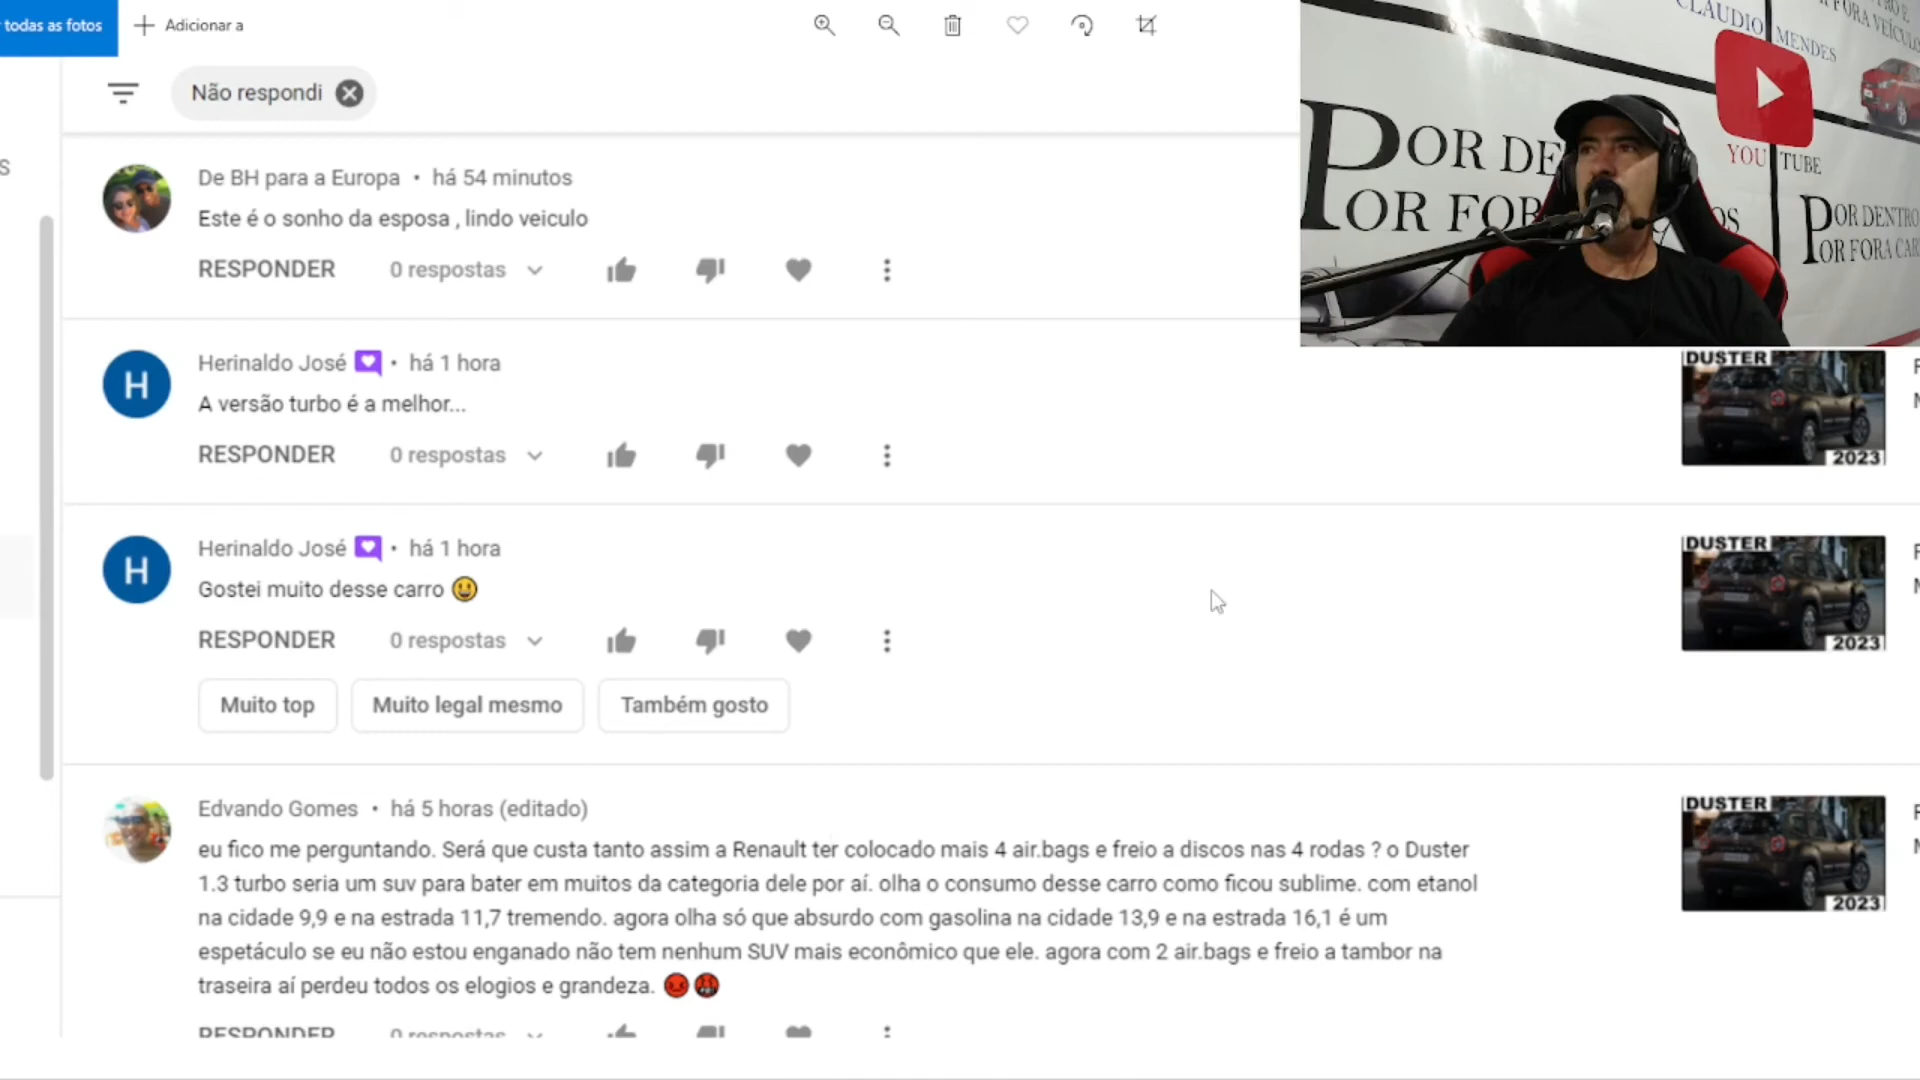 todas as fotos
Adicionar a
Não respondi
S
De BH para a Europa • há 54 minutos
Este é o sonho da esposa , lindo veiculo
RESPONDER 0 respostas
Herinaldo José • há 1 hora
A versão turbo é a melhor...
RESPONDER 0 respostas
Herinaldo José • há 1 hora
Gostei muito desse carro 😃
RESPONDER 0 respostas
Muito top Muito legal mesmo Também gosto
Edvando Gomes • há 5 horas (editado)
eu fico me perguntando. Será que custa tanto assim a Renault ter colocado mais 4 air.bags e freio a discos nas 4 rodas ? o Duster
1.3 turbo seria um suv para bater em muitos da categoria dele por aí. olha o consumo desse carro como ficou sublime. com etanol
na cidade 9,9 e na estrada 11,7 tremendo. agora olha só que absurdo com gasolina na cidade 13,9 e na estrada 16,1 é um
espetáculo se eu não estou enganado não tem nenhum SUV mais econômico que ele. agora com 2 air.bags e freio a tambor na
traseira aí perdeu todos os elogios e grandeza.
RESPONDER 0 respostas
CLAUDIO MENDES
FORA VEÍCULOS
POR DE
POR FOR
OS
YOU TUBE
POR DENTRO
POR FORA CAR
DUSTER
2023
DUSTER
2023
DUSTER
2023